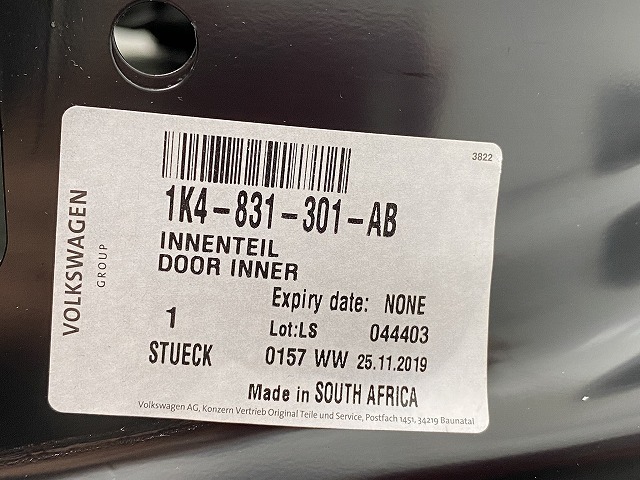 3822
VOLKSWAGEN
GROUP
1K4-831-301-AB
INNENTEIL
DOOR INNER
Expiry date: NONE
1 Lot:LS 044403
STUECK 0157 WW 25.11.2019
Made in SOUTH AFRICA
Volkswagen AG, Konzern Vertrieb Original Teile und Service, Postfach 1451, 34219 Baunatal